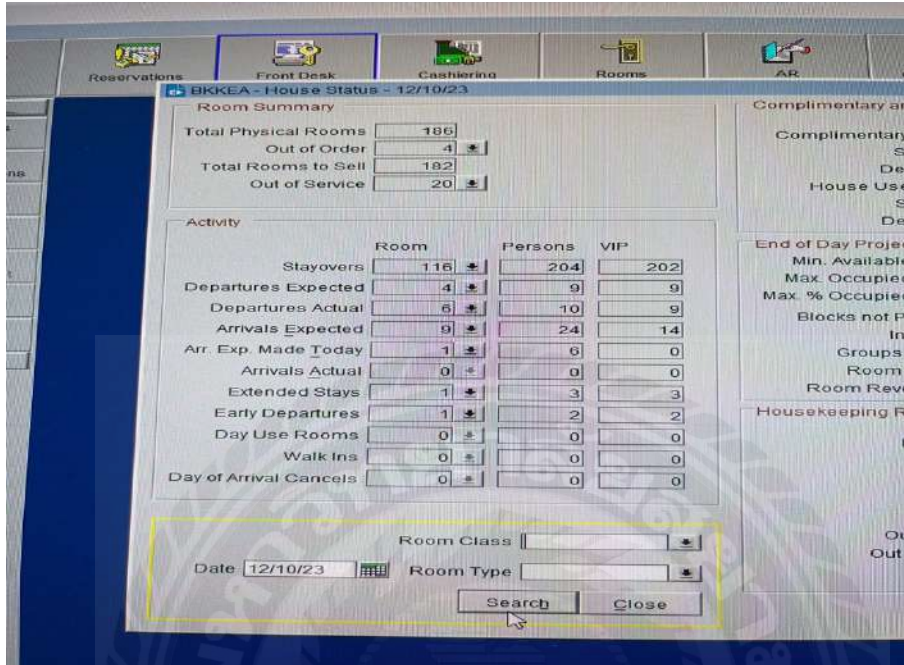 Reservations Front Desk Cashiering Rooms AR
BKKEA - House Status - 12/10/23
Room Summary
Total Physical Rooms 186
Out of Order 4
Total Rooms to Sell 182
Out of Service 20
Activity
Room Persons VIP
Stayovers 116 204 202
Departures Expected 4 9 9
Departures Actual 6 10 9
Arrivals Expected 9 24 14
Arr. Exp. Made Today 1 6 0
Arrivals Actual 0 0 0
Extended Stays 1 3 3
Early Departures 1 2 2
Day Use Rooms 0 0 0
Walk Ins 0 0 0
Day of Arrival Cancels 0 0 0
Room Class
Date 12/10/23 Room Type
Search Close
Complimentary
Complimentary
House Use
End of Day
Min.
Max.
Max. %
Blocks not
Groups
Room
Room
Housekeeping
Out